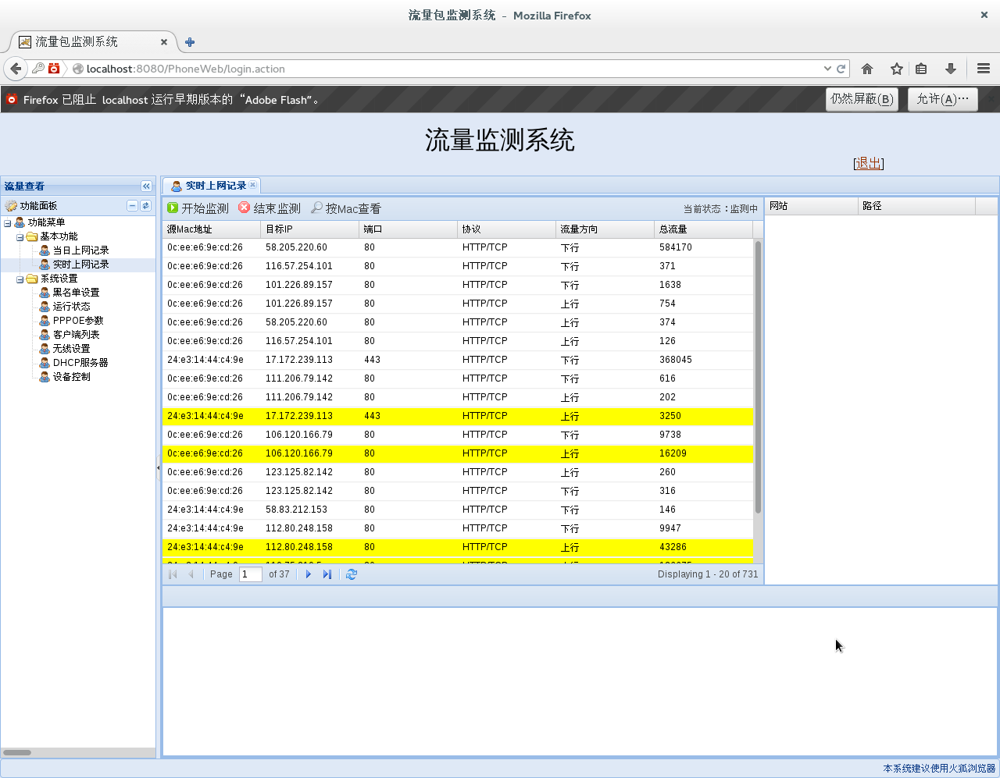 流量包监测系统 - Mozilla Firefox
流量包监测系统
localhost:8080/PhoneWeb/login.action
Firefox 已阻止 localhost 运行早期版本的“Adobe Flash”。 仍然屏蔽(B) 允许(A)…
流量监测系统
[退出]
流量查看
功能面板
功能菜单
基本功能
当日上网记录
实时上网记录
系统设置
黑名单设置
运行状态
PPPOE参数
客户端列表
无线设置
DHCP服务器
设备控制
实时上网记录
开始监测 结束监测 按Mac查看 当前状态：监测中
源Mac地址 目标IP 端口 协议 流量方向 总流量
0c:ee:e6:9e:cd:26 58.205.220.60 80 HTTP/TCP 下行 584170
0c:ee:e6:9e:cd:26 116.57.254.101 80 HTTP/TCP 下行 371
0c:ee:e6:9e:cd:26 101.226.89.157 80 HTTP/TCP 下行 1638
0c:ee:e6:9e:cd:26 101.226.89.157 80 HTTP/TCP 上行 754
0c:ee:e6:9e:cd:26 58.205.220.60 80 HTTP/TCP 上行 374
0c:ee:e6:9e:cd:26 116.57.254.101 80 HTTP/TCP 上行 126
24:e3:14:44:c4:9e 17.172.239.113 443 HTTP/TCP 下行 368045
0c:ee:e6:9e:cd:26 111.206.79.142 80 HTTP/TCP 下行 616
0c:ee:e6:9e:cd:26 111.206.79.142 80 HTTP/TCP 上行 202
24:e3:14:44:c4:9e 17.172.239.113 443 HTTP/TCP 上行 3250
0c:ee:e6:9e:cd:26 106.120.166.79 80 HTTP/TCP 下行 9738
0c:ee:e6:9e:cd:26 106.120.166.79 80 HTTP/TCP 上行 16209
0c:ee:e6:9e:cd:26 123.125.82.142 80 HTTP/TCP 上行 260
0c:ee:e6:9e:cd:26 123.125.82.142 80 HTTP/TCP 下行 316
24:e3:14:44:c4:9e 58.83.212.153 80 HTTP/TCP 下行 146
24:e3:14:44:c4:9e 112.80.248.158 80 HTTP/TCP 下行 9947
24:e3:14:44:c4:9e 112.80.248.158 80 HTTP/TCP 上行 43286
Page 1 of 37 Displaying 1 - 20 of 731
网站 路径
本系统建议使用火狐浏览器